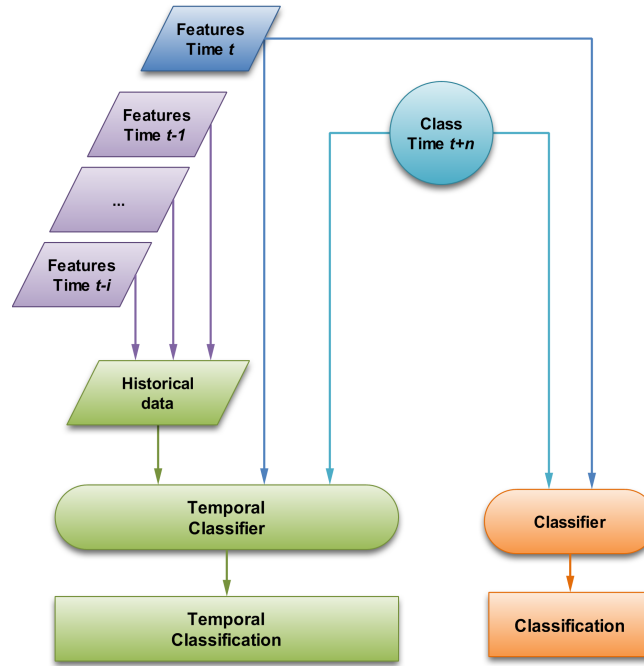 Features
Time t
Features
Time t-1
Class
Time t+n
...
Features
Time t-i
Historical
data
Temporal
Classifier
Classifier
Temporal
Classification
Classification